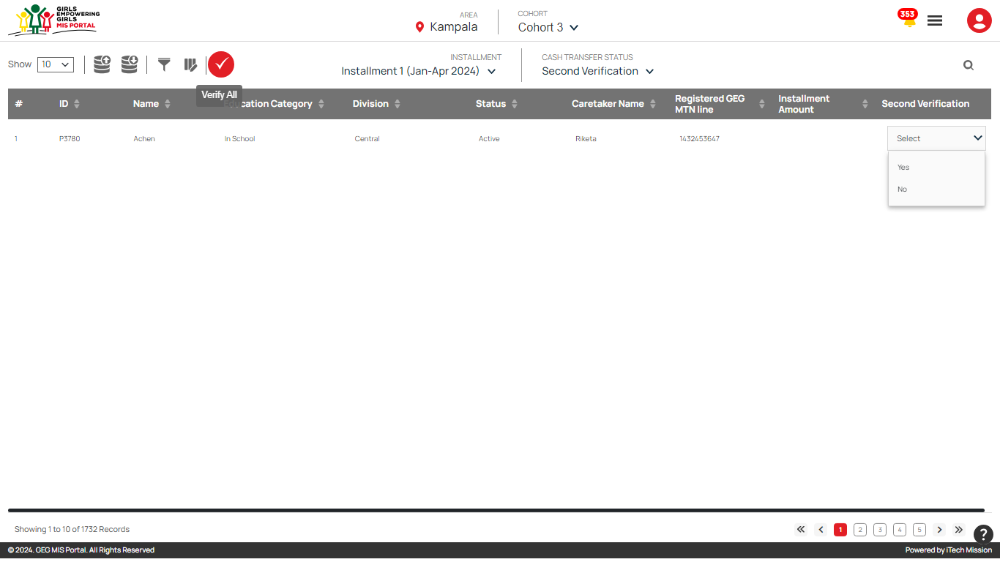 GIRLS
EMPOWERING
GIRLS
MIS PORTAL
AREA
Kampala
COHORT
Cohort 3
353
Show 10
INSTALLMENT
Installment 1 (Jan-Apr 2024)
CASH TRANSFER STATUS
Second Verification
Verify All
# ID Name Education Category Division Status Caretaker Name Registered GEG MTN line Installment Amount Second Verification
1 P3780 Achen In School Central Active Riketa 1432453647 Select
Yes
No
Showing 1 to 10 of 1732 Records
1 2 3 4 5
?
© 2024. GEG MIS Portal. All Rights Reserved
Powered by iTech Mission